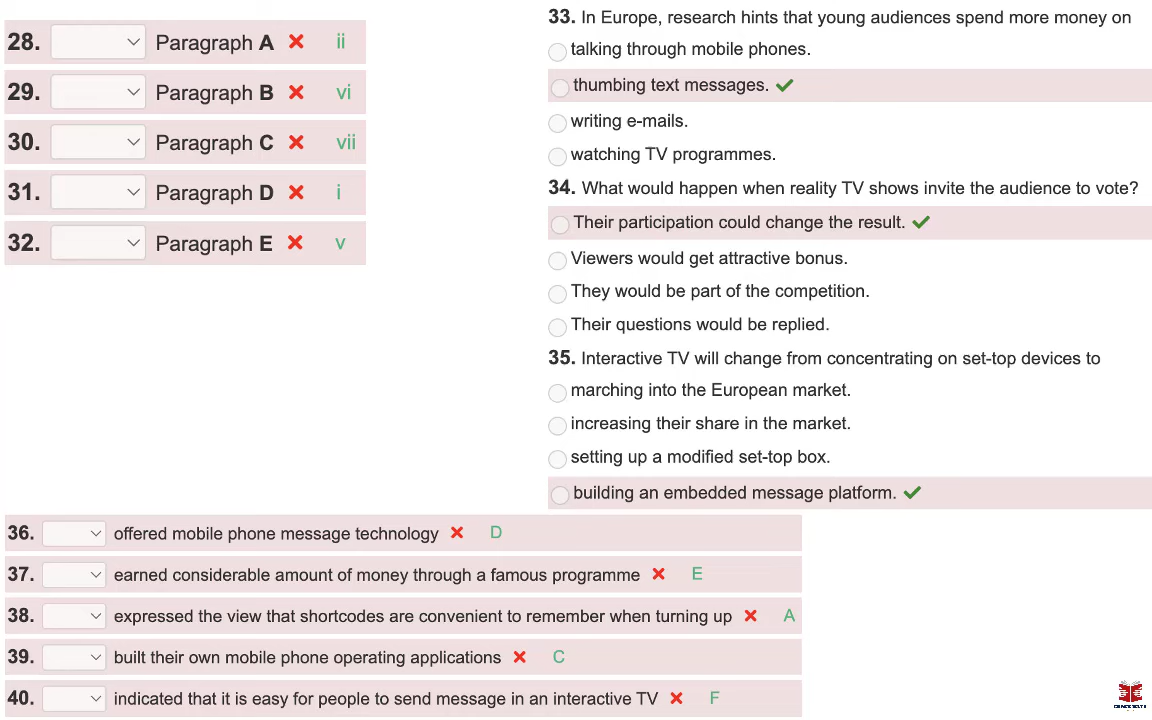 28. Paragraph A ii
29. Paragraph B vi
30. Paragraph C vii
31. Paragraph D i
32. Paragraph E v
33. In Europe, research hints that young audiences spend more money on
talking through mobile phones.
thumbing text messages.
writing e-mails.
watching TV programmes.
34. What would happen when reality TV shows invite the audience to vote?
Their participation could change the result.
Viewers would get attractive bonus.
They would be part of the competition.
Their questions would be replied.
35. Interactive TV will change from concentrating on set-top devices to
marching into the European market.
increasing their share in the market.
setting up a modified set-top box.
building an embedded message platform.
36. offered mobile phone message technology D
37. earned considerable amount of money through a famous programme E
38. expressed the view that shortcodes are convenient to remember when turning up A
39. built their own mobile phone operating applications C
40. indicated that it is easy for people to send message in an interactive TV F